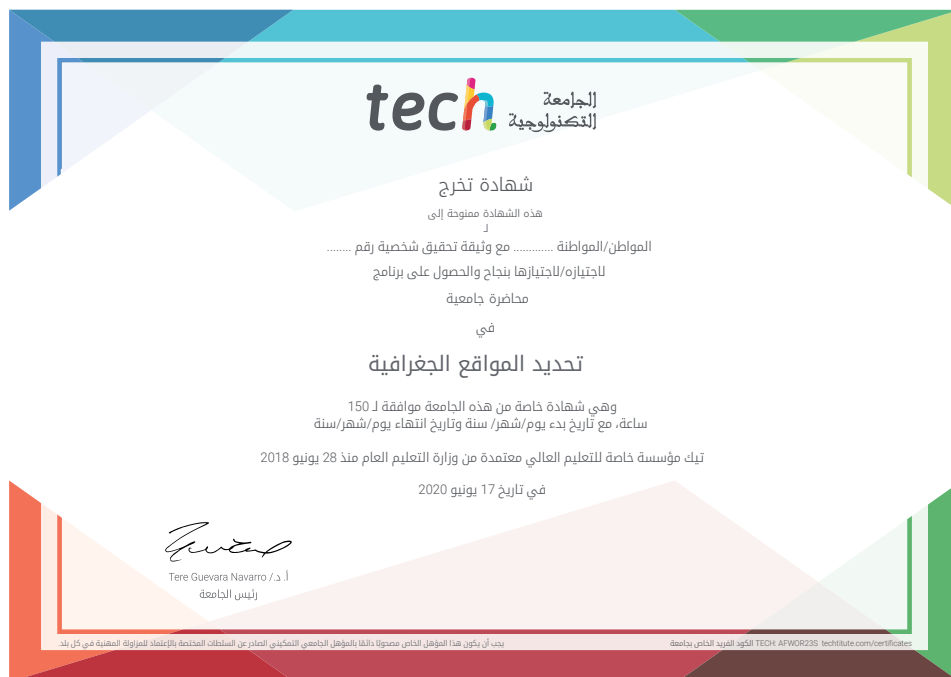 tech الجامعة
التكنولوجية
شهادة تخرج
هذه الشهادة ممنوحة إلى
لـ
المواطن/المواطنة ............. مع وثيقة تحقيق شخصية رقم ........
لاجتيازه/لاجتيازها بنجاح والحصول على برنامج
محاضرة جامعية
في
تحديد المواقع الجغرافية
وهي شهادة خاصة من هذه الجامعة موافقة لـ 150
ساعة، مع تاريخ بدء يوم/شهر/ سنة وتاريخ انتهاء يوم/شهر/سنة
تيك مؤسسة خاصة للتعليم العالي معتمدة من وزارة التعليم العام منذ 28 يونيو 2018
في تاريخ 17 يونيو 2020
أ. د./ Tere Guevara Navarro
رئيس الجامعة
يجب أن يكون هذا المؤهل الخاص مصحوبًا دائمًا بالمؤهل الجامعي التمكيني الصادر عن السلطات المختصة بالإعتماد للمزاولة المهنية في كل بلد.
الكود الفريد الخاص بجامعة TECH: AFWOR23S techtitute.com/certificates